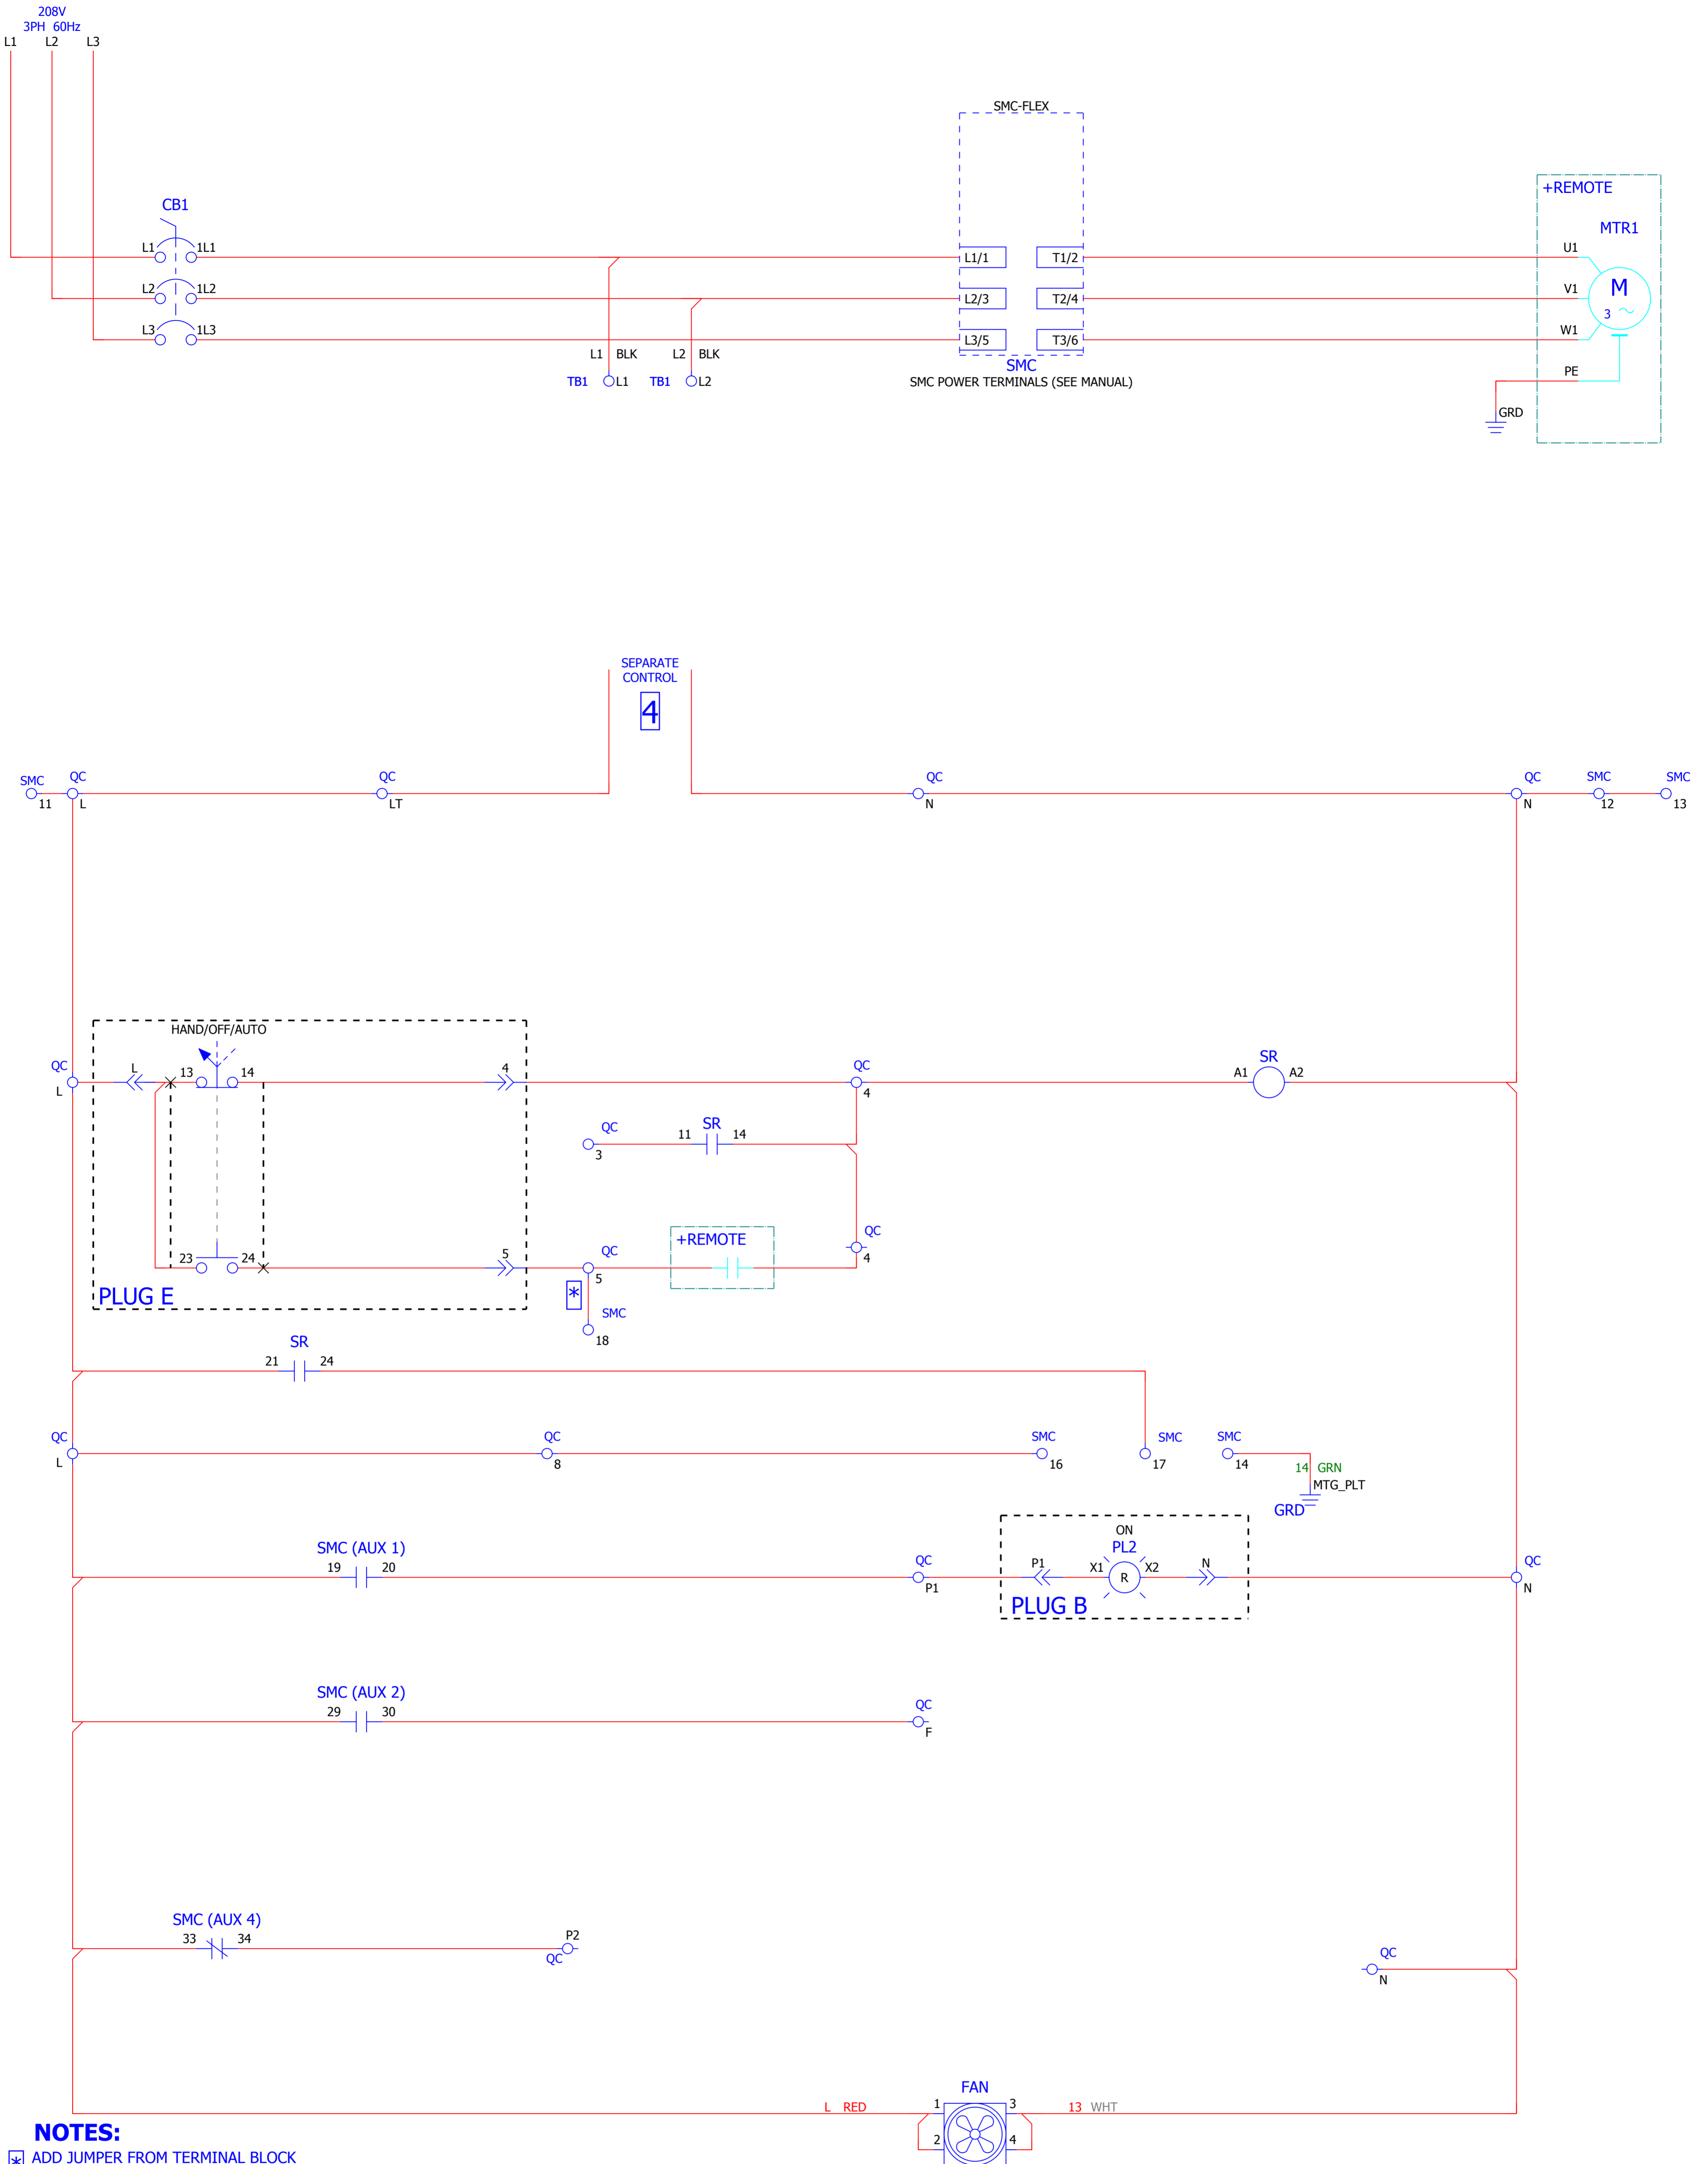 208V
3PH 60Hz
L1 L2 L3
SMC-FLEX
+REMOTE
CB1
MTR1
L1 1L1 L1/1 T1/2 U1
L2 1L2 L2/3 T2/4 V1 M
3
L3 1L3 L3/5 T3/6 W1
L1 BLK L2 BLK
SMC
TB1 L1 TB1 L2
SMC POWER TERMINALS (SEE MANUAL)
PE
GRD
SEPARATE
CONTROL
4
SMC QC QC QC QC SMC SMC
11 L LT N N 12 13
HAND/OFF/AUTO
QC L 13 14 4 SR
A1 A2
L 4
QC 11 SR 14
3
QC
+REMOTE
4
23 24 5 QC
5
PLUG E
*
SMC
18
SR
21 24
QC QC SMC SMC SMC
L 8 16 17 14
14 GRN
MTG_PLT
GRD
ON
SMC (AUX 1) PL2
19 20 QC P1 X1 R X2 N QC
P1 N
PLUG B
SMC (AUX 2)
29 30 QC
F
SMC (AUX 4)
33 34 P2
QC
QC
N
FAN
L RED 1 3 13 WHT
2 4
NOTES:
* ADD JUMPER FROM TERMINAL BLOCK